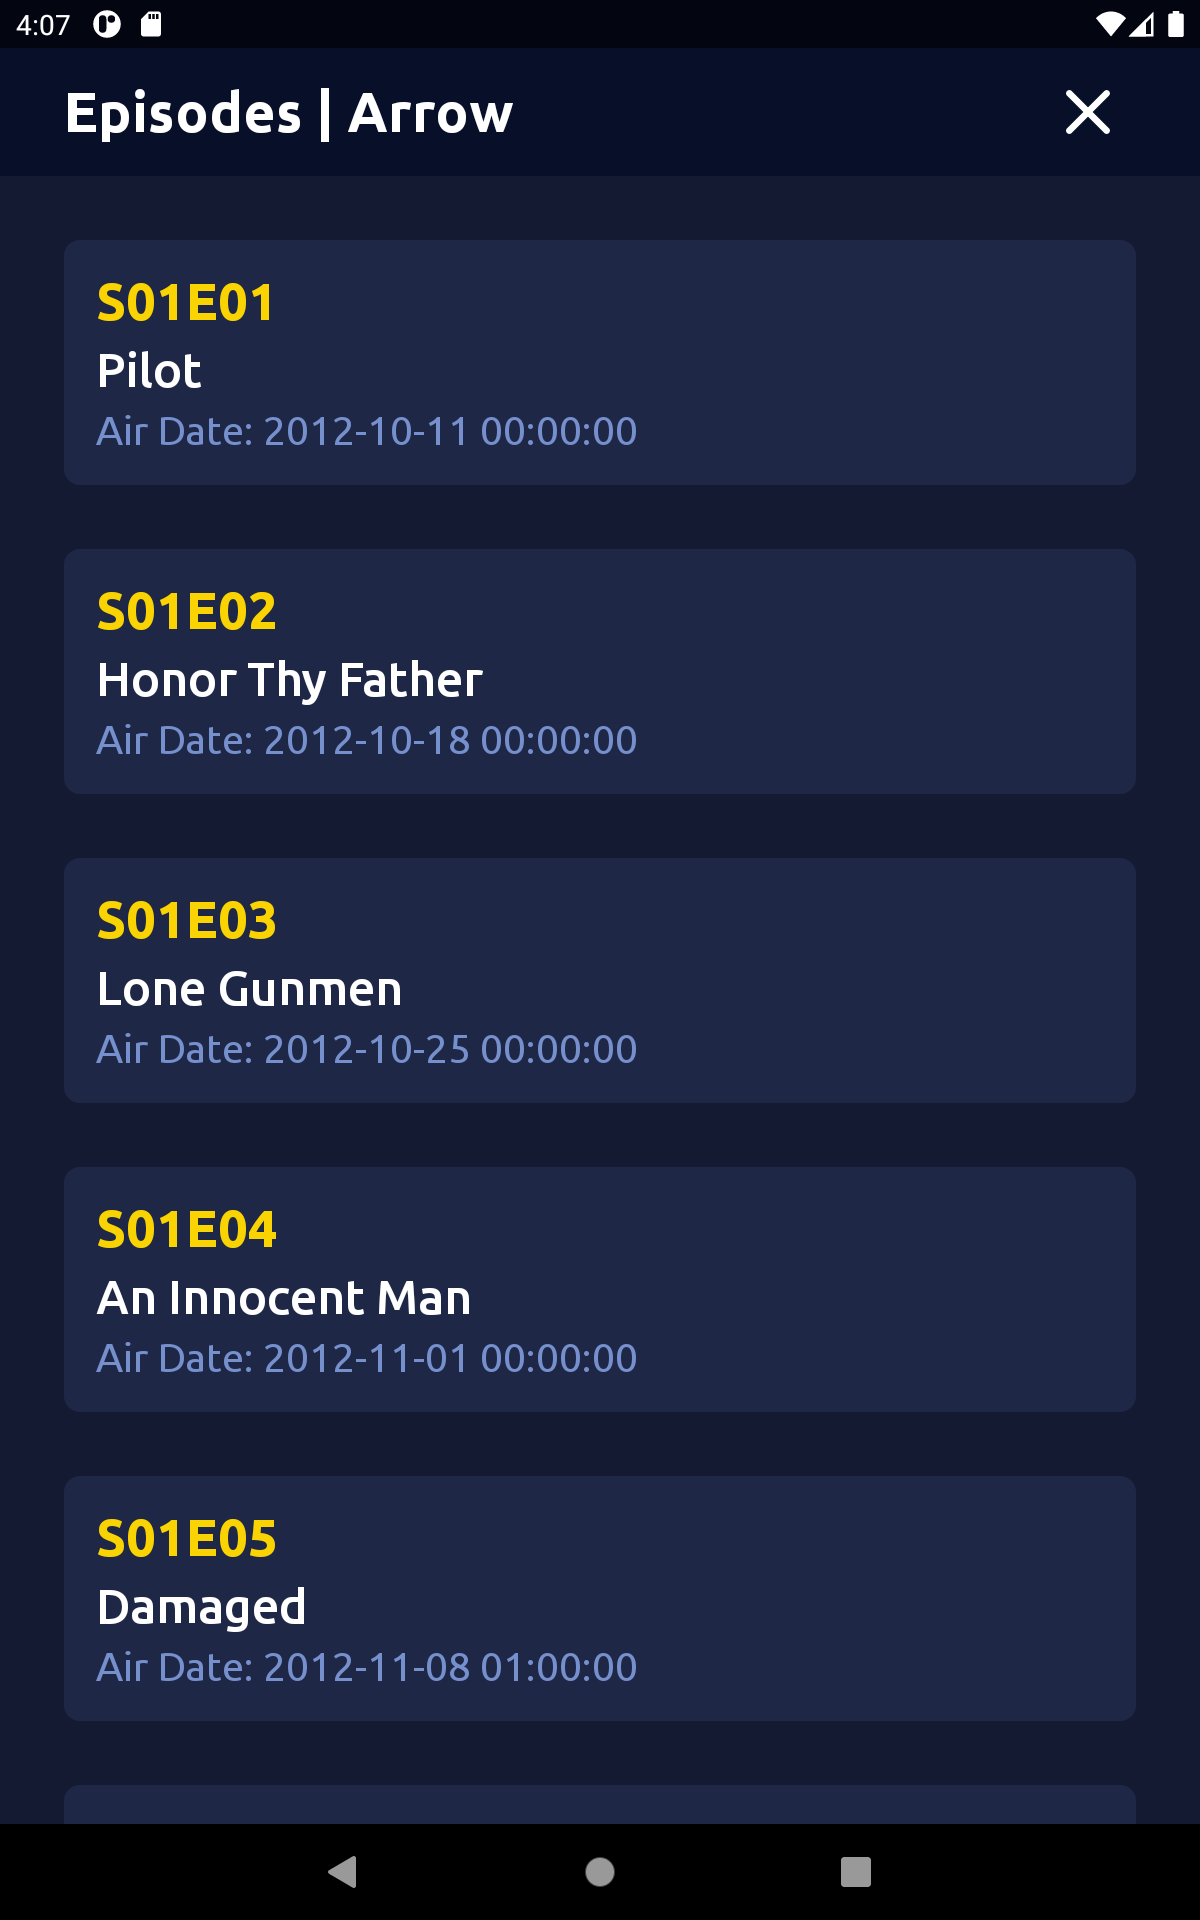 4:07
Episodes | Arrow
S01E01
Pilot
Air Date: 2012-10-11 00:00:00
S01E02
Honor Thy Father
Air Date: 2012-10-18 00:00:00
S01E03
Lone Gunmen
Air Date: 2012-10-25 00:00:00
S01E04
An Innocent Man
Air Date: 2012-11-01 00:00:00
S01E05
Damaged
Air Date: 2012-11-08 01:00:00